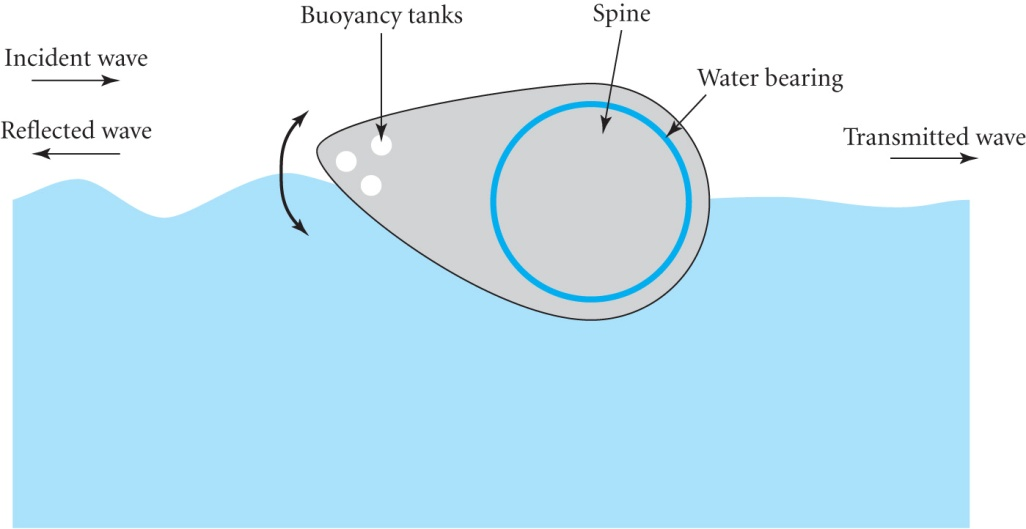 Buoyancy tanks
Spine
Incident wave
Water bearing
Reflected wave
Transmitted wave